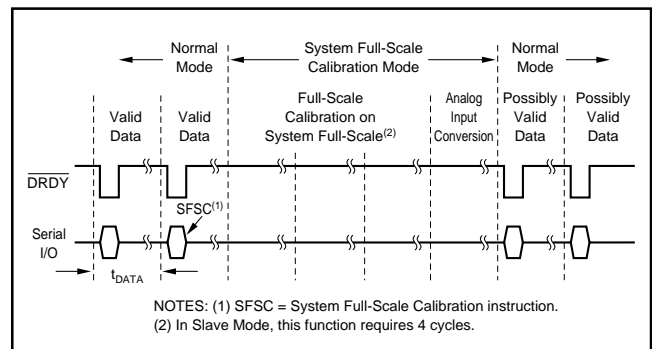 Normal
Mode
System Full-Scale
Calibration Mode
Normal
Mode
Valid
Data
Valid
Data
Full-Scale
Calibration on
System Full-Scale(2)
Analog
Input
Conversion
Possibly
Valid
Data
Possibly
Valid
Data
DRDY
SFSC(1)
Serial
I/O
tDATA
NOTES: (1) SFSC = System Full-Scale Calibration instruction.
(2) In Slave Mode, this function requires 4 cycles.